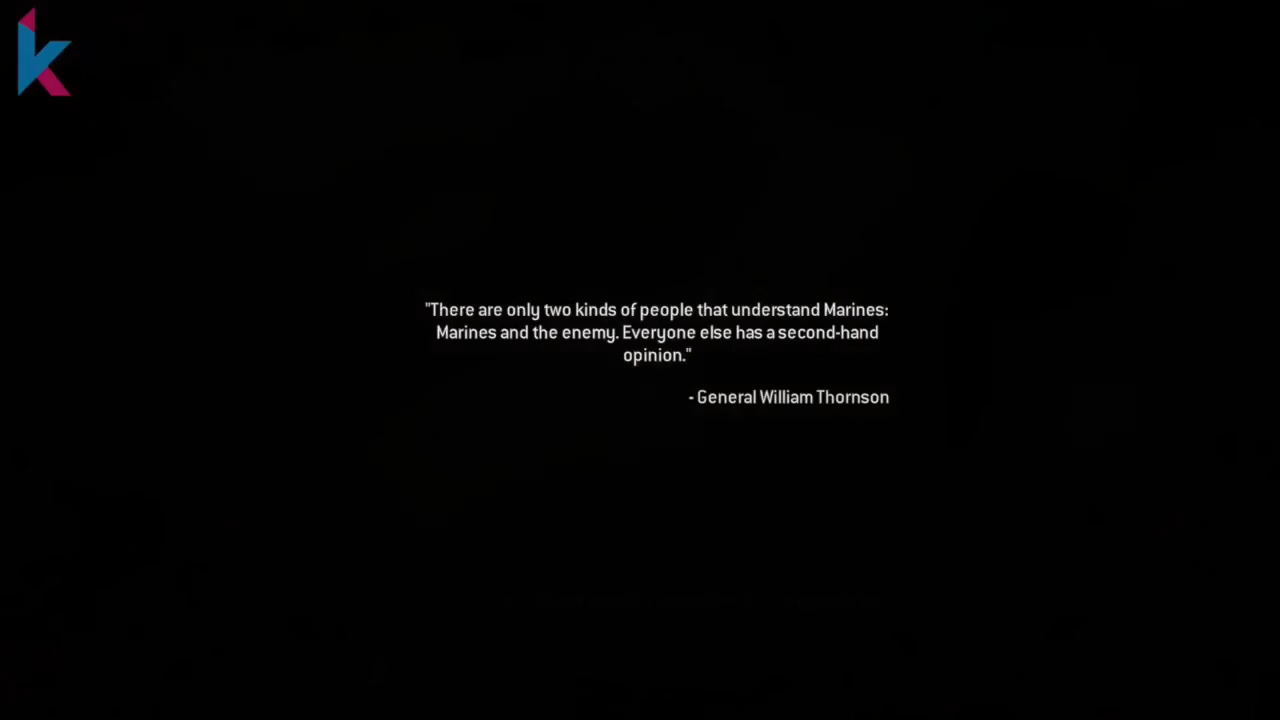 "There are only two kinds of people that understand Marines:
Marines and the enemy. Everyone else has a second-hand
opinion."
- General William Thornson